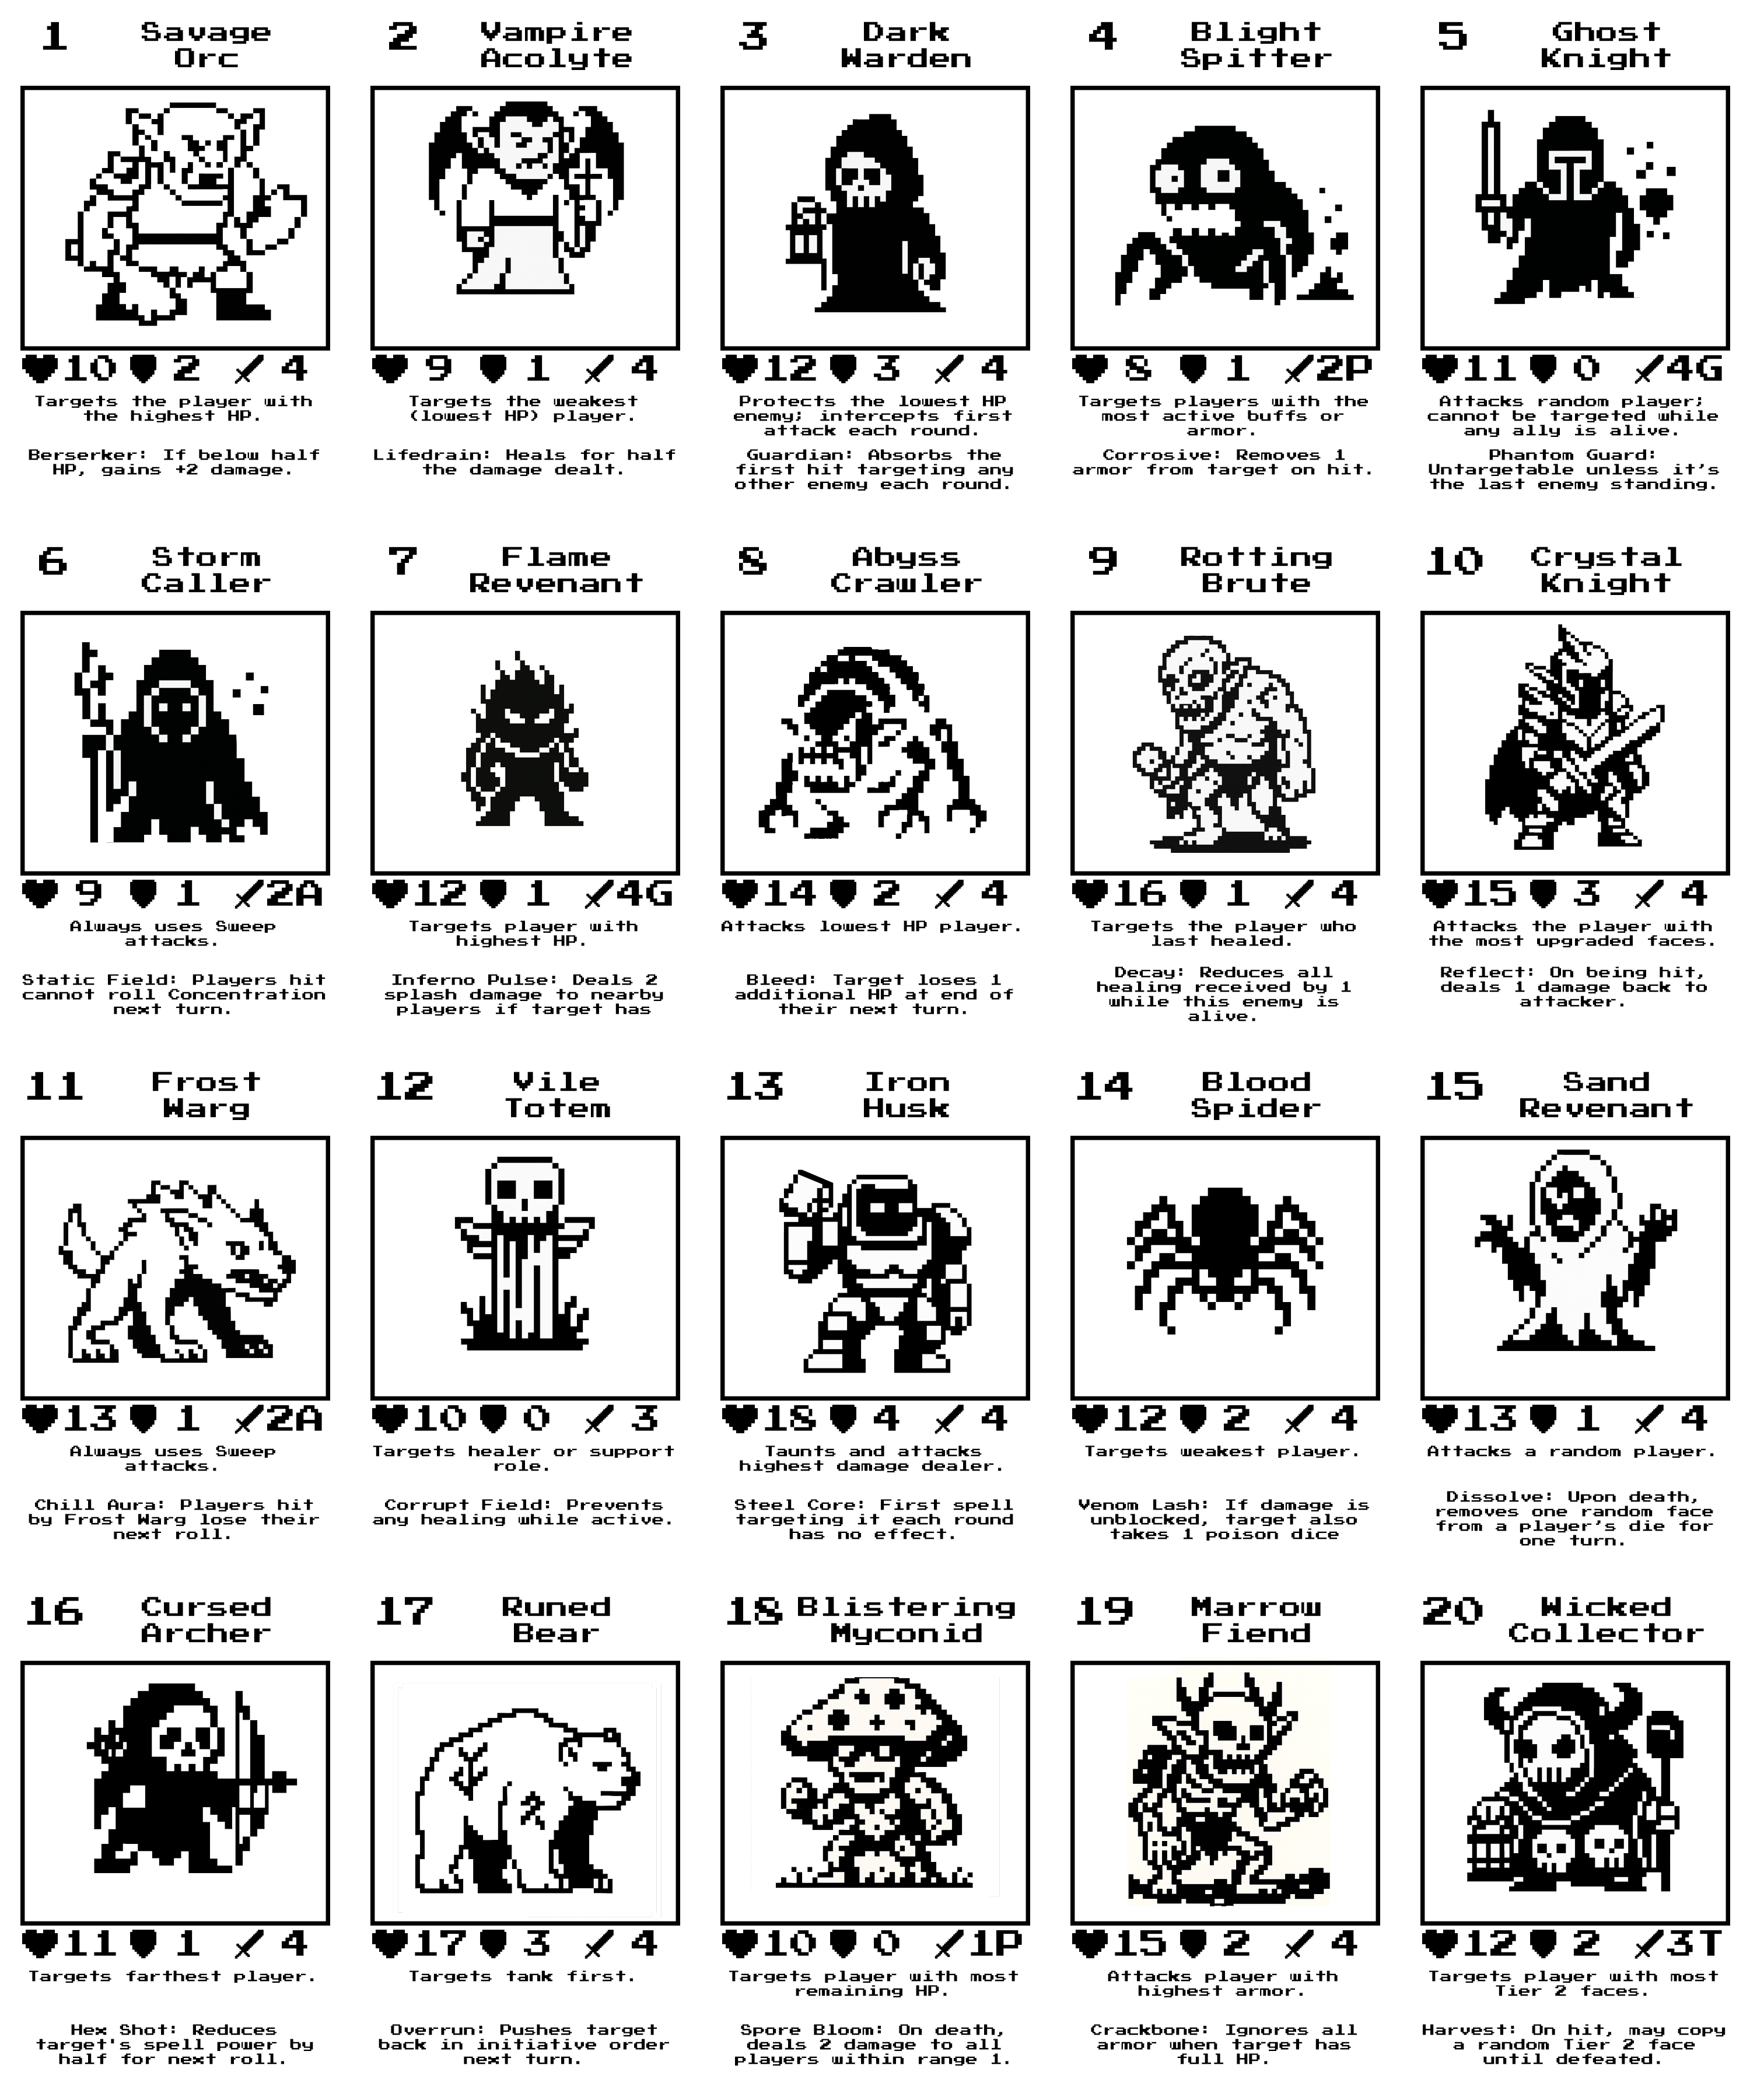 1 Savage
Orc
10 2 4
Targets the player with
the highest HP.
Berserker: If below half
HP, gains +2 damage.
2 Vampire
Acolyte
9 1 4
Targets the weakest
(lowest HP) player.
Lifedrain: Heals for half
the damage dealt.
3 Dark
Warden
12 3 4
Protects the lowest HP
enemy; intercepts first
attack each round.
Guardian: Absorbs the
first hit targeting any
other enemy each round.
4 Blight
Spitter
8 1 2P
Targets players with the
most active buffs or
armor.
Corrosive: Removes 1
armor from target on hit.
5 Ghost
Knight
11 0 4G
Attacks random player;
cannot be targeted while
any ally is alive.
Phantom Guard:
Untargetable unless it's
the last enemy standing.
6 Storm
Caller
9 1 2A
Always uses Sweep
attacks.
Static Field: Players hit
cannot roll Concentration
next turn.
7 Flame
Revenant
12 1 4G
Targets player with
highest HP.
Inferno Pulse: Deals 2
splash damage to nearby
players if target has
8 Abyss
Crawler
14 2 4
Attacks lowest HP player.
Bleed: Target loses 1
additional HP at end of
their next turn.
9 Rotting
Brute
16 1 4
Targets the player who
last healed.
Decay: Reduces all
healing received by 1
while this enemy is
alive.
10 Crystal
Knight
15 3 4
Attacks the player with
the most upgraded faces.
Reflect: On being hit,
deals 1 damage back to
attacker.
11 Frost
Warg
13 1 2A
Always uses Sweep
attacks.
Chill Aura: Players hit
by Frost Warg lose their
next roll.
12 Vile
Totem
10 0 3
Targets healer or support
role.
Corrupt Field: Prevents
any healing while active.
13 Iron
Husk
18 4 4
Taunts and attacks
highest damage dealer.
Steel Core: First spell
targeting it each round
has no effect.
14 Blood
Spider
12 2 4
Targets weakest player.
Venom Lash: If damage is
unblocked, target also
takes 1 poison dice
15 Sand
Revenant
13 1 4
Attacks a random player.
Dissolve: Upon death,
removes one random face
from a player's die for
one turn.
16 Cursed
Archer
11 1 4
Targets farthest player.
Hex Shot: Reduces
target's spell power by
half for next roll.
17 Runed
Bear
17 3 4
Targets tank first.
Overrun: Pushes target
back in initiative order
next turn.
18 Blistering
Myconid
10 0 1P
Targets player with most
remaining HP.
Spore Bloom: On death,
deals 2 damage to all
players within range 1.
19 Marrow
Fiend
15 2 4
Attacks player with
highest armor.
Crackbone: Ignores all
armor when target has
full HP.
20 Wicked
Collector
12 2 3T
Targets player with most
Tier 2 faces.
Harvest: On hit, may copy
a random Tier 2 face
until defeated.